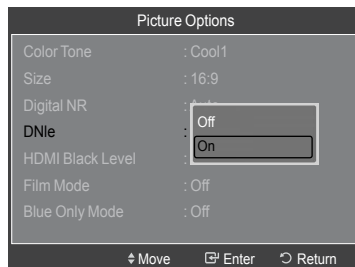 Picture Options
Color Tone : Cool1
Size : 16:9
Digital NR :
DNIe : Off
On
HDMI Black Level :
Film Mode : Off
Blue Only Mode : Off
Move Enter Return